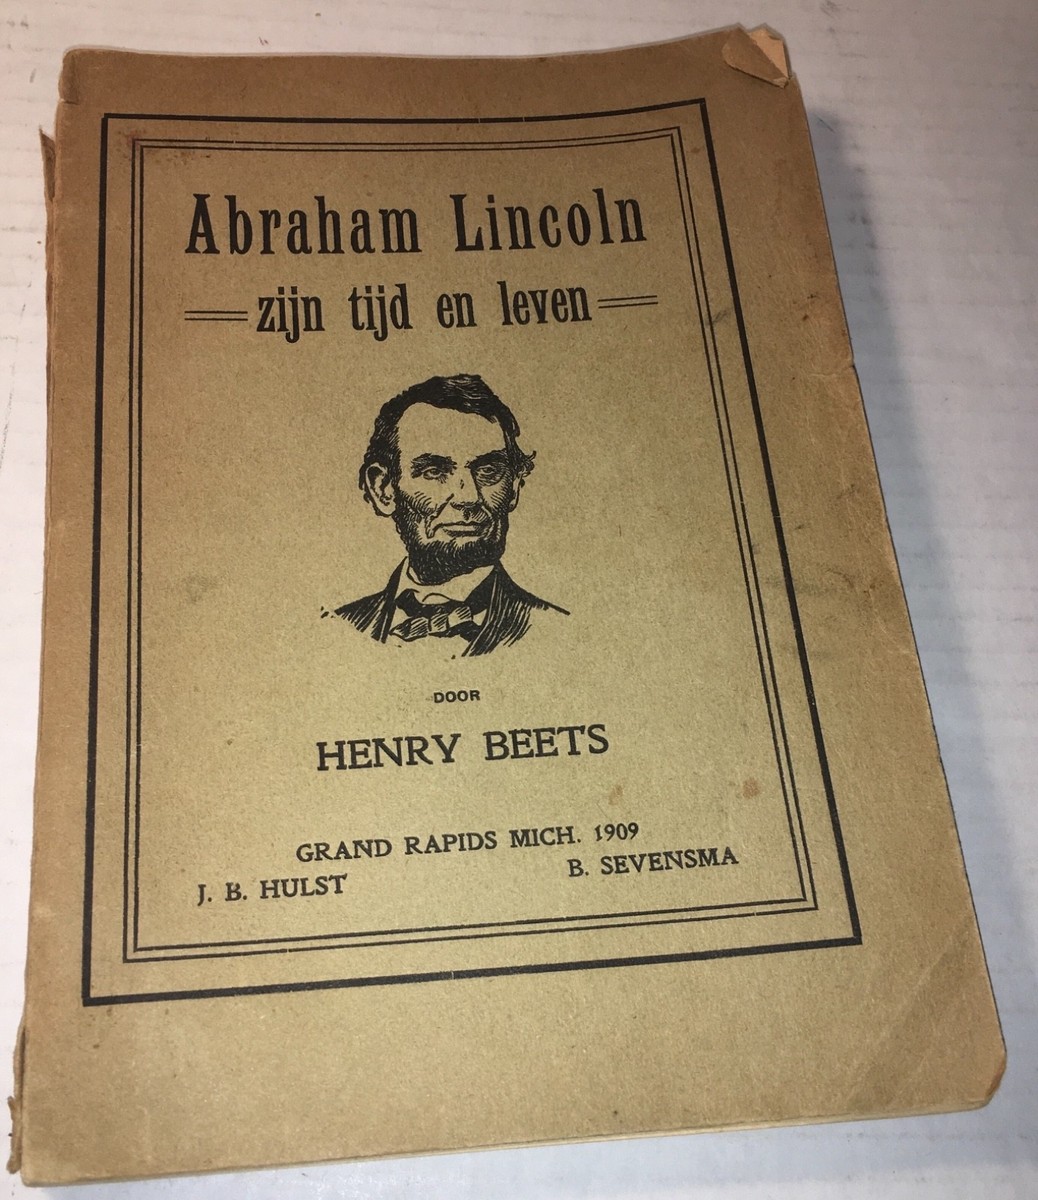 Abraham Lincoln
zijn tijd en leven
DOOR
HENRY BEETS
GRAND RAPIDS MICH. 1909
J. B. HULST B. SEVENSMA